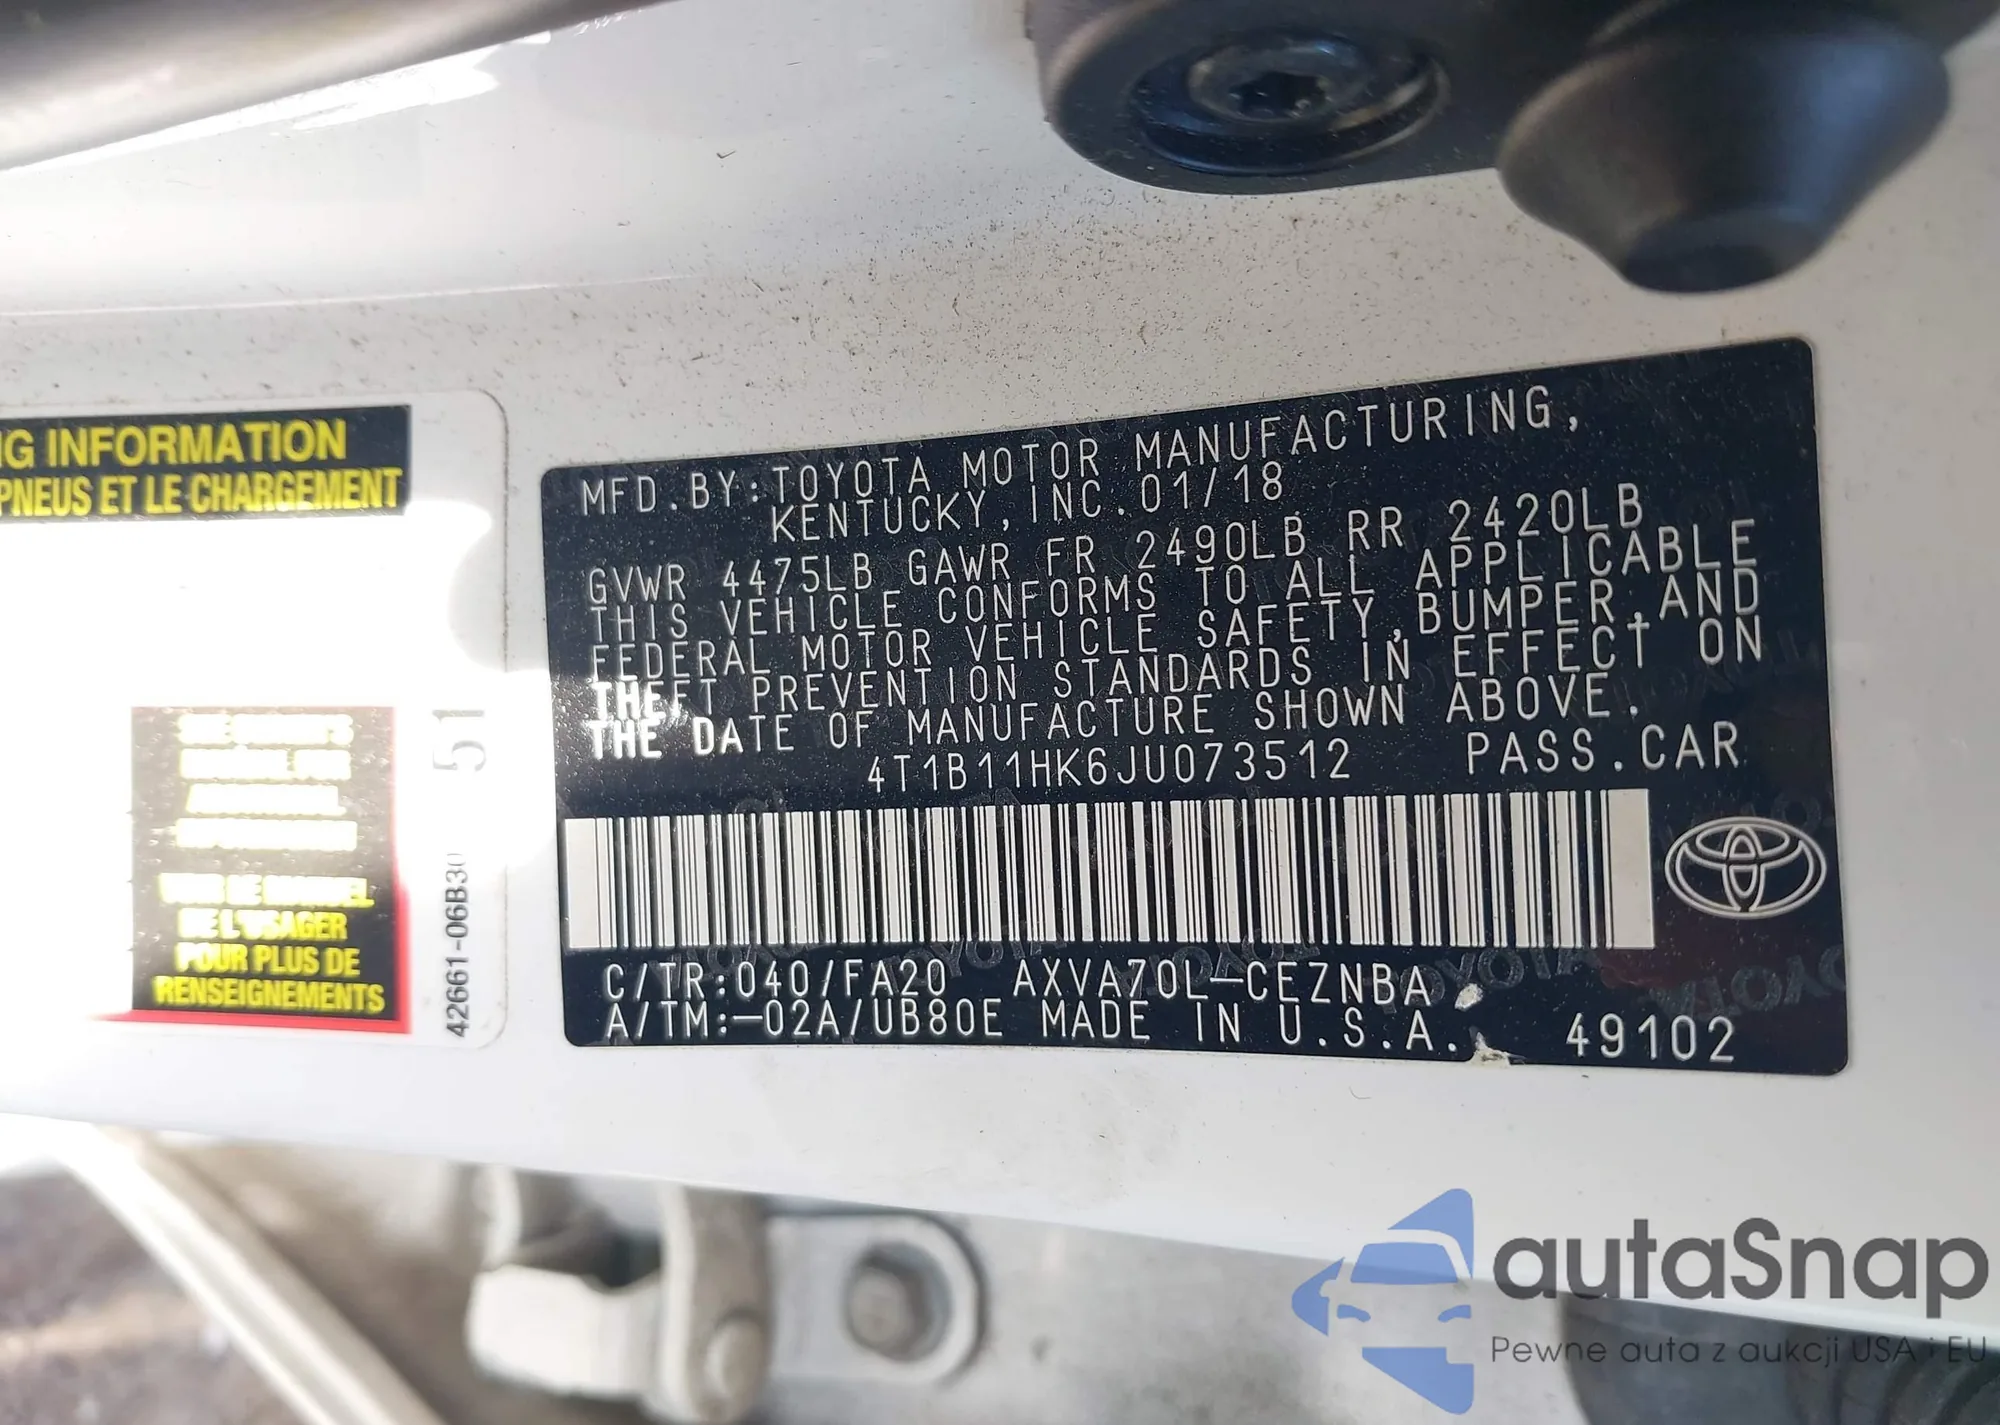 NG INFORMATION
PNEUS ET LE CHARGEMENT
VOIR LE MANUEL
DE L'USAGER
POUR PLUS DE
RENSEIGNEMENTS
51
42661-06B30
MFD.BY:TOYOTA MOTOR MANUFACTURING,
KENTUCKY,INC.01/18
GVWR 4475LB GAWR FR 2490LB RR 2420LB
THIS VEHICLE CONFORMS TO ALL APPLICABLE
FEDERAL MOTOR VEHICLE SAFETY,BUMPER,AND
THEFT PREVENTION STANDARDS IN EFFECT ON
THE DATE OF MANUFACTURE SHOWN ABOVE.
4T1B11HK6JU073512 PASS.CAR
C/TR:040/FA20 AXVA70L-CEZNBA
A/TM:-02A/UB80E MADE IN U.S.A. 49102
autaSnap
Pewne auta z aukcji USA i EU